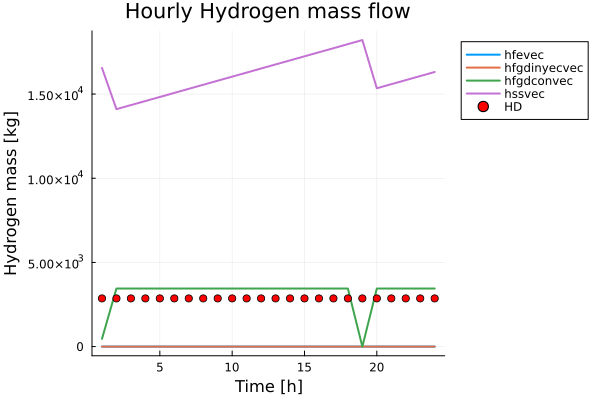 Hourly Hydrogen mass flow
Hydrogen mass [kg]
1.50×10⁴
1.00×10⁴
5.00×10³
0
5
10
15
20
Time [h]
hfevec
hfgdinyecvec
hfgdconvec
hssvec
HD